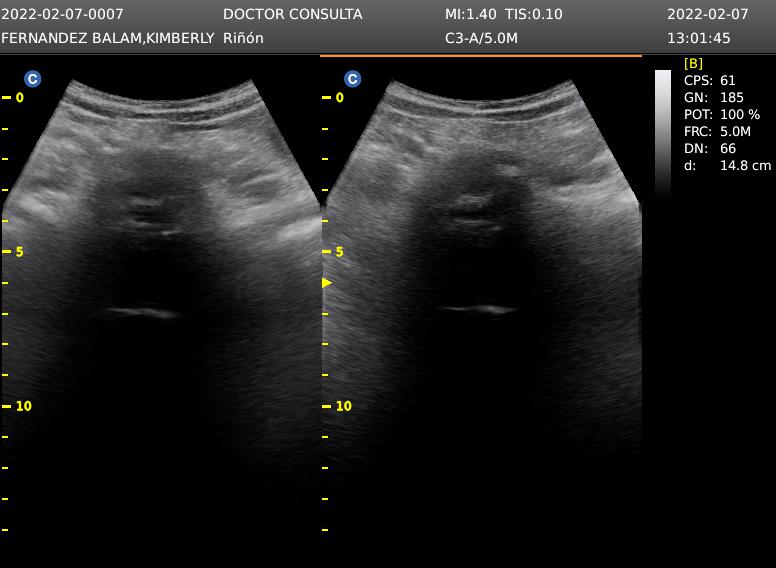 2022-02-07-0007 DOCTOR CONSULTA MI:1.40 TIS:0.10 2022-02-07
FERNANDEZ BALAM,KIMBERLY Riñón C3-A/5.0M 13:01:45
C C [B]
0 0 CPS: 61
GN: 185
POT: 100 %
FRC: 5.0M
DN: 66
d: 14.8 cm
5 5
10 10